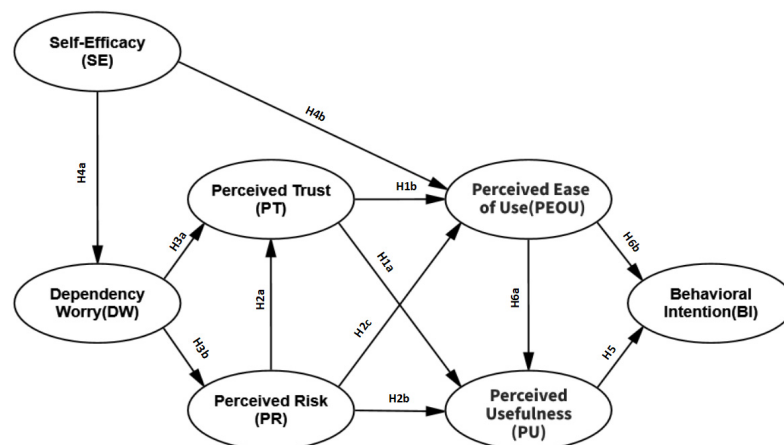 Self-Efficacy
(SE)
H4b
H4a
Perceived Trust
(PT)
H1b
Perceived Ease
of Use(PEOU)
H3a
H1a
H6b
Dependency
Worry(DW)
H2a
H2c
H6a
Behavioral
Intention(BI)
H3b
H5
Perceived Risk
(PR)
H2b
Perceived
Usefulness
(PU)